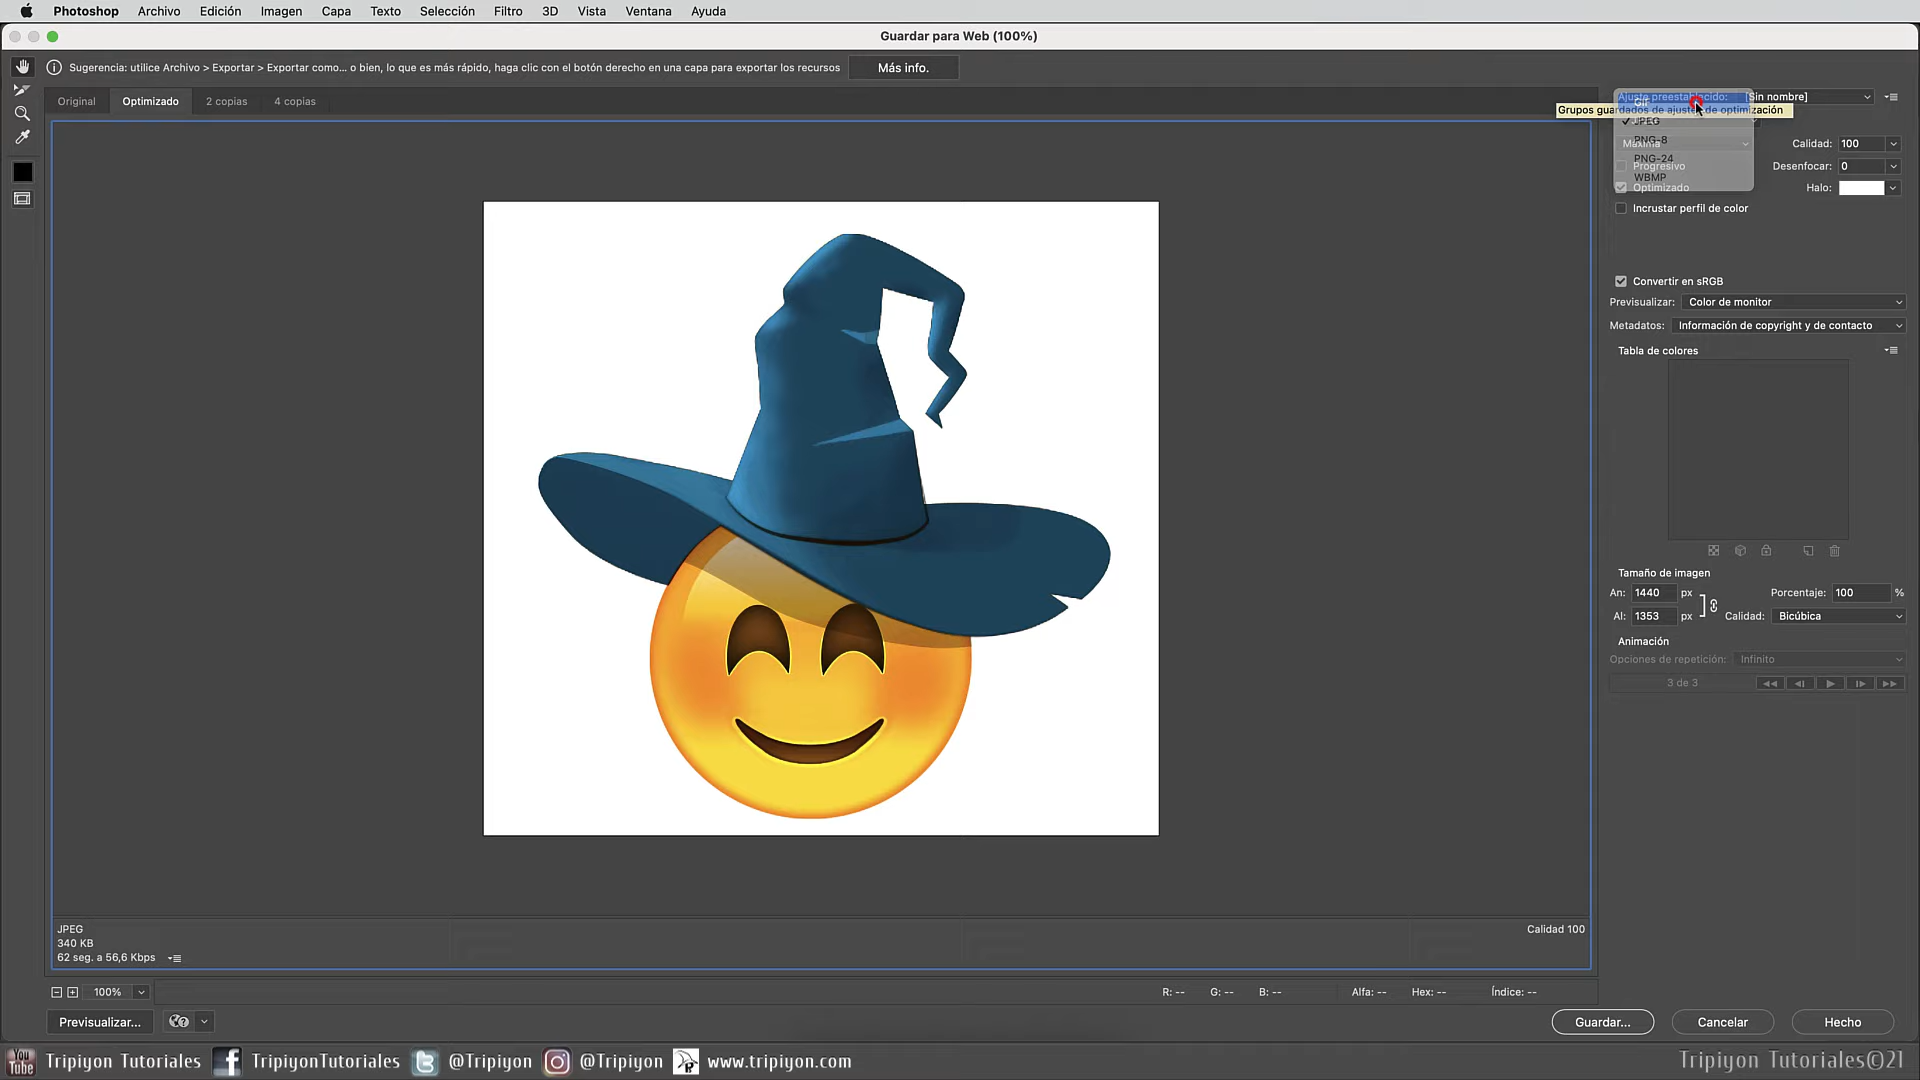 Photoshop Archivo Edición Imagen Capa Texto Selección Filtro 3D Vista Ventana Ayuda
Guardar para Web (100%)
Sugerencia: utilice Archivo > Exportar > Exportar como... o bien, lo que es más rápido, haga clic con el botón derecho en una capa para exportar los recursos
Más info.
Original Optimizado 2 copias 4 copias
Ajuste preestablecido: [Sin nombre]
Grupos guardados de ajustes de optimización
JPEG
PNG-8
Máxima
Calidad: 100
PNG-24
Progresivo
Desenfocar: 0
WBMP
Optimizado
Halo:
Incrustar perfil de color
Convertir en sRGB
Previsualizar: Color de monitor
Metadatos: Información de copyright y de contacto
Tabla de colores
Tamaño de imagen
An: 1440 px Porcentaje: 100 %
Al: 1353 px Calidad: Bicúbica
Animación
Opciones de repetición: Infinito
3 de 3
JPEG
340 KB
62 seg. a 56,6 Kbps
Calidad 100
100%
R: -- G: -- B: -- Alfa: -- Hex: -- Índice: --
Previsualizar...
Guardar... Cancelar Hecho
You Tube Tripiyon Tutoriales TripiyonTutoriales @Tripiyon @Tripiyon www.tripiyon.com
Tripiyon Tutoriales©21